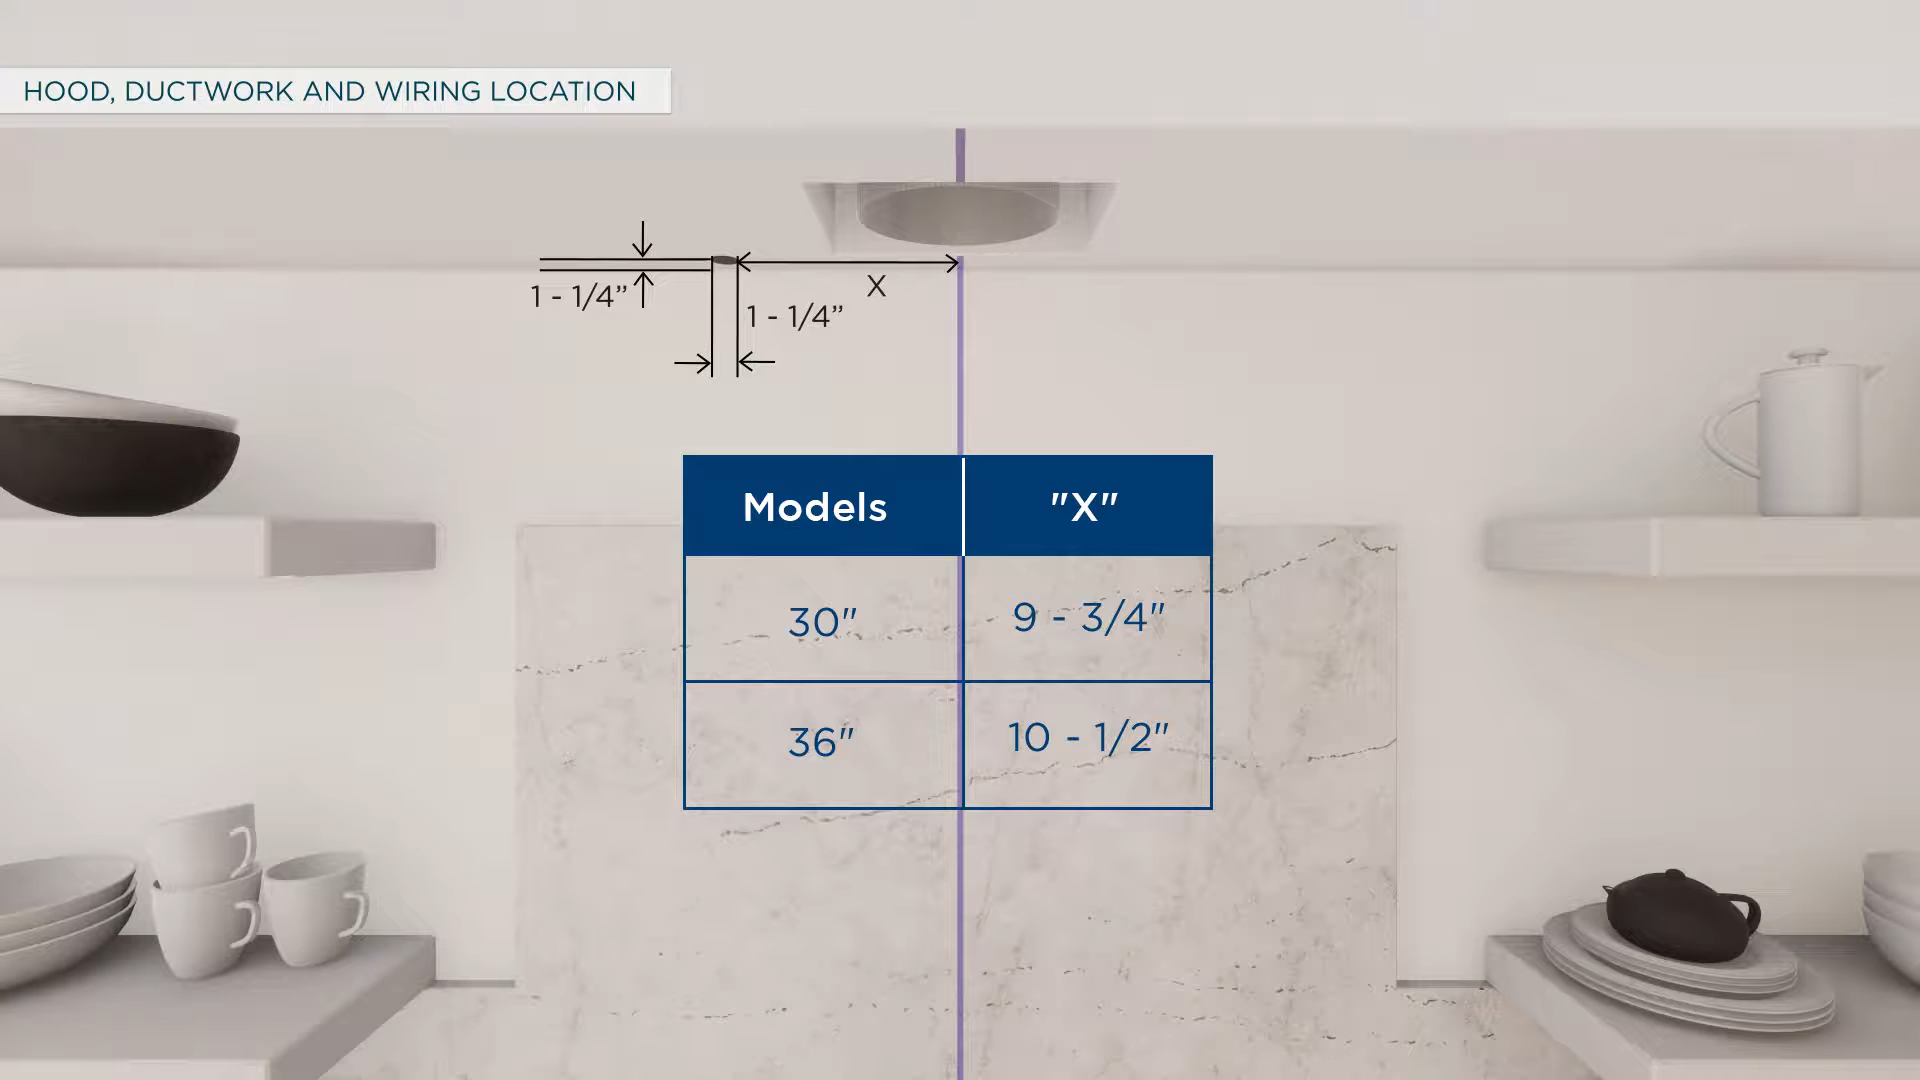 HOOD, DUCTWORK AND WIRING LOCATION
1 - 1/4”
X
1 - 1/4”
Models "X"
30" 9 - 3/4"
36" 10 - 1/2"